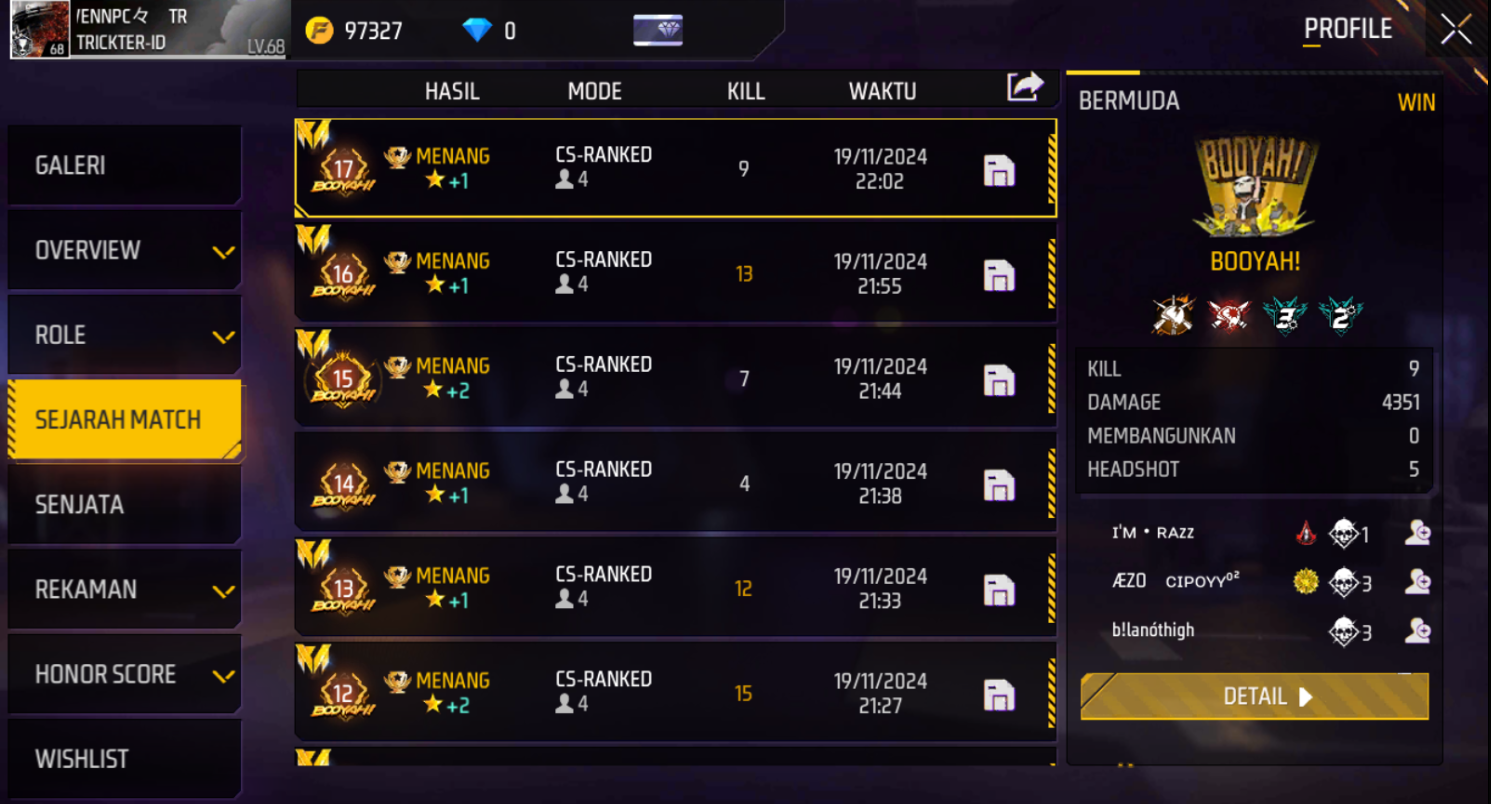 VENNPC々 TR
68 TRICKTER-ID LV.68
97327 0
PROFILE
HASIL MODE KILL WAKTU
GALERI
OVERVIEW
ROLE
SEJARAH MATCH
SENJATA
REKAMAN
HONOR SCORE
WISHLIST
17 BOOYAH! MENANG +1 CS-RANKED 4 9 19/11/2024 22:02
16 BOOYAH! MENANG +1 CS-RANKED 4 13 19/11/2024 21:55
15 BOOYAH! MENANG +2 CS-RANKED 4 7 19/11/2024 21:44
14 BOOYAH! MENANG +1 CS-RANKED 4 4 19/11/2024 21:38
13 BOOYAH! MENANG +1 CS-RANKED 4 12 19/11/2024 21:33
12 BOOYAH! MENANG +2 CS-RANKED 4 15 19/11/2024 21:27
BERMUDA WIN
BOOYAH!
BOOYAH!
3 2
KILL 9
DAMAGE 4351
MEMBANGUNKAN 0
HEADSHOT 5
I'M • RAZZ 1
ÆZO CIPOYY⁰² 3
b!lanóthigh 3
DETAIL